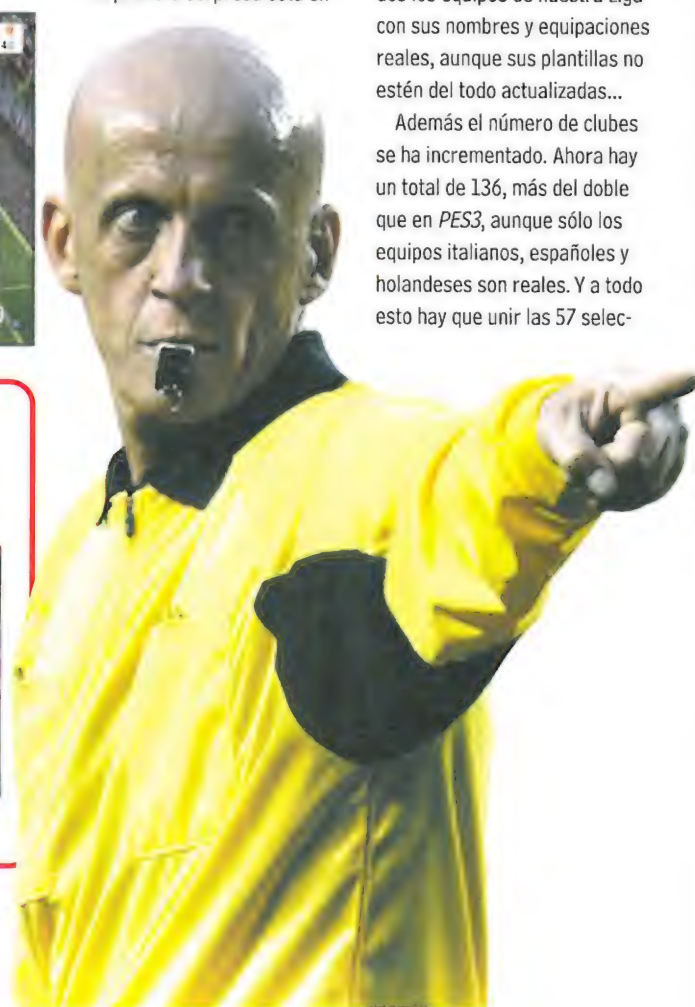 con sus nombres y equipaciones
reales, aunque sus plantillas no
estén del todo actualizadas...
Además el número de clubes
se ha incrementado. Ahora hay
un total de 136, más del doble
que en PES3, aunque sólo los
equipos italianos, españoles y
holandeses son reales. Y a todo
esto hay que unir las 57 selec-